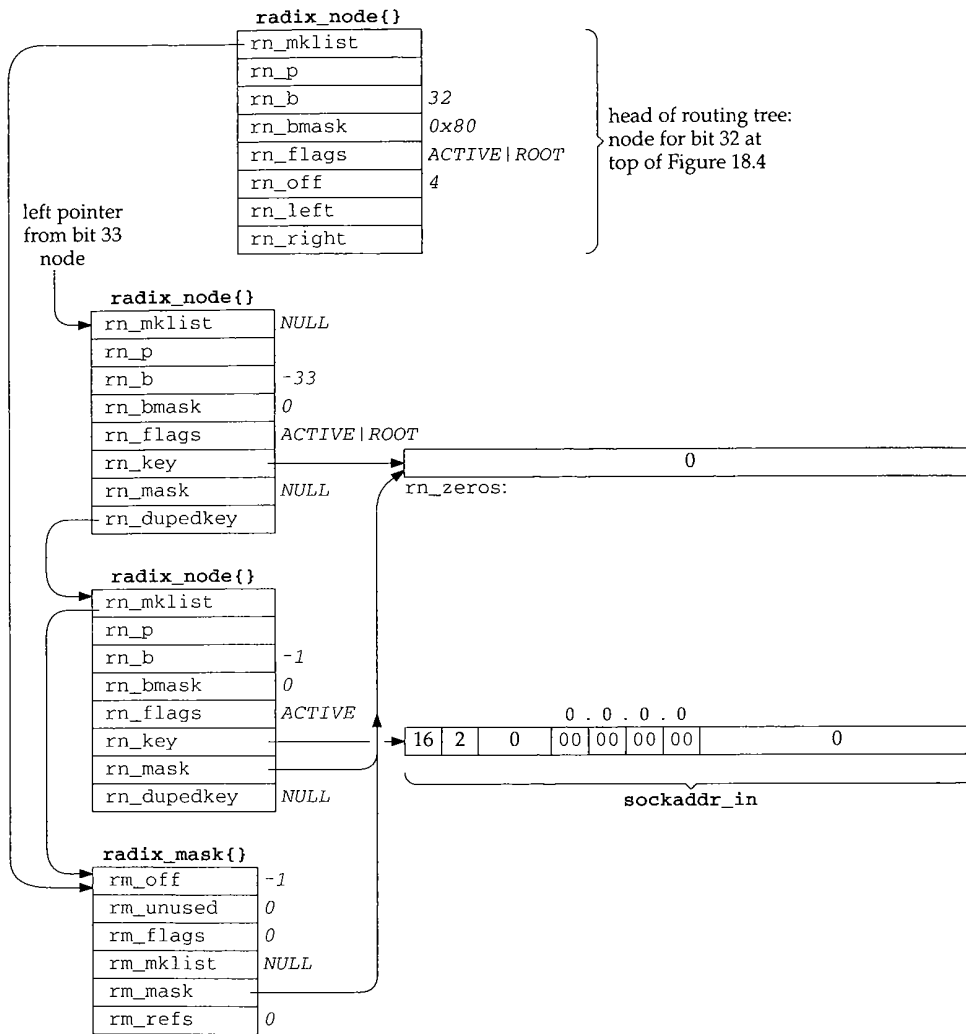 radix_node{}
rn_mklist
rn_p
rn_b 32
rn_bmask 0x80
rn_flags ACTIVE|ROOT
rn_off 4
rn_left
rn_right
head of routing tree:
node for bit 32 at
top of Figure 18.4
left pointer
from bit 33
node
radix_node{}
rn_mklist NULL
rn_p
rn_b -33
rn_bmask 0
rn_flags ACTIVE|ROOT
rn_key
rn_mask NULL
rn_dupedkey
0
rn_zeros:
radix_node{}
rn_mklist
rn_p
rn_b -1
rn_bmask 0
rn_flags ACTIVE
rn_key
rn_mask
rn_dupedkey NULL
0 . 0 . 0 . 0
16 2 0 00 00 00 00 0
sockaddr_in
radix_mask{}
rm_off -1
rm_unused 0
rm_flags 0
rm_mklist NULL
rm_mask
rm_refs 0